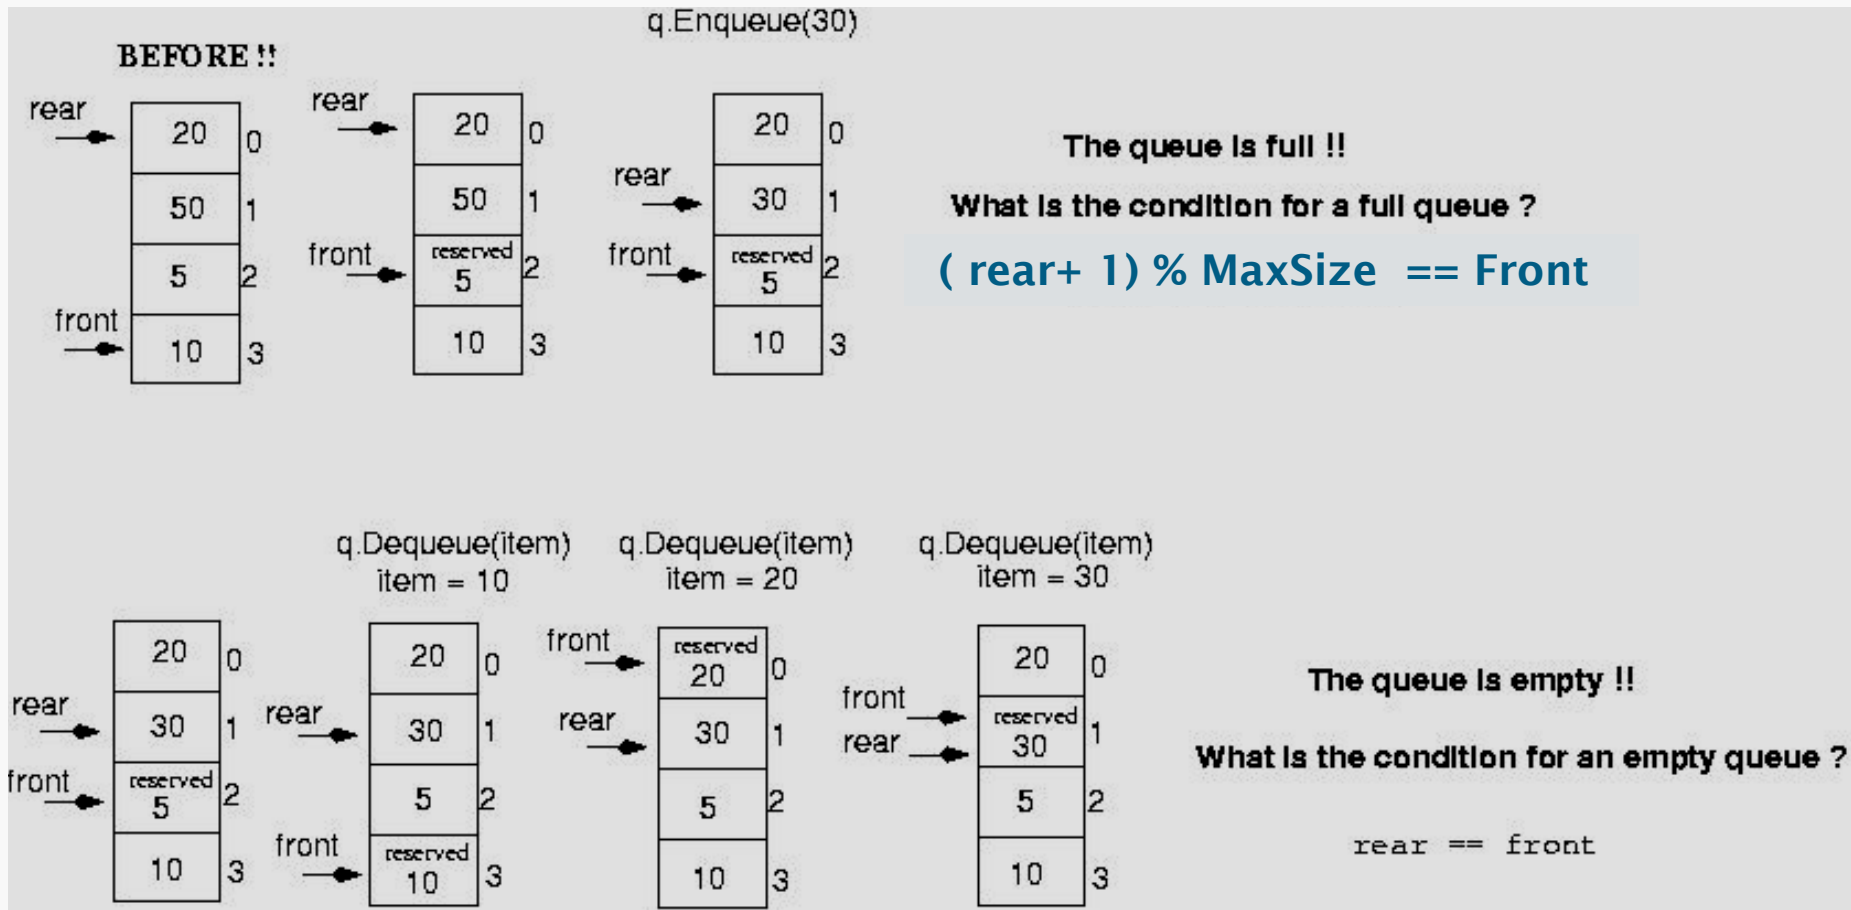 q.Enqueue(30)
BEFORE !!
rear
20
0
50
1
5
2
front
10
3
rear
20
0
50
1
front
reserved
5
2
10
3
20
0
rear
30
1
front
reserved
5
2
10
3
The queue is full !!
What is the condition for a full queue ?
( rear+ 1) % MaxSize == Front
20
0
rear
30
1
front
reserved
5
2
10
3
q.Dequeue(item)
item = 10
20
0
rear
30
1
5
2
front
reserved
10
3
q.Dequeue(item)
item = 20
front
reserved
20
0
rear
30
1
5
2
10
3
q.Dequeue(item)
item = 30
20
0
front
rear
reserved
30
1
5
2
10
3
The queue is empty !!
What is the condition for an empty queue ?
rear == front